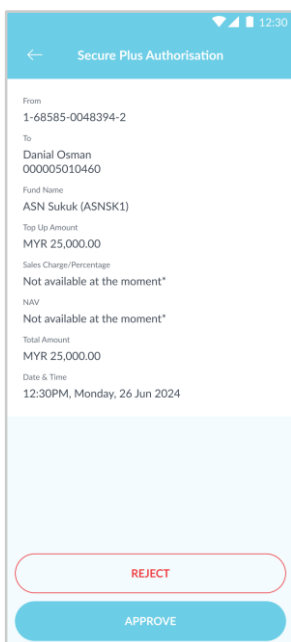 12:30
Secure Plus Authorisation
From
1-68585-0048394-2
To
Danial Osman
000005010460
Fund Name
ASN Sukuk (ASNSK1)
Top Up Amount
MYR 25,000.00
Sales Charge/Percentage
Not available at the moment*
NAV
Not available at the moment*
Total Amount
MYR 25,000.00
Date & Time
12:30PM, Monday, 26 Jun 2024
REJECT
APPROVE